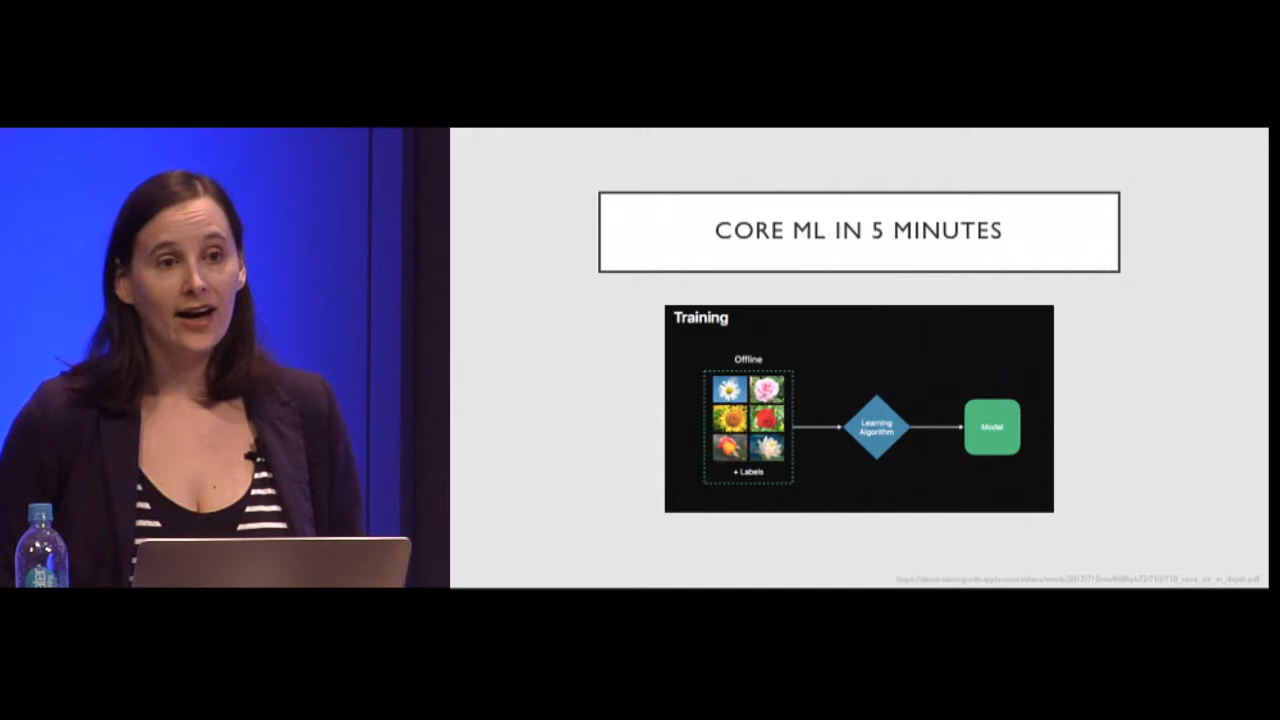 CORE ML IN 5 MINUTES
Training
Offline
+ Labels
Learning
Algorithm
Model